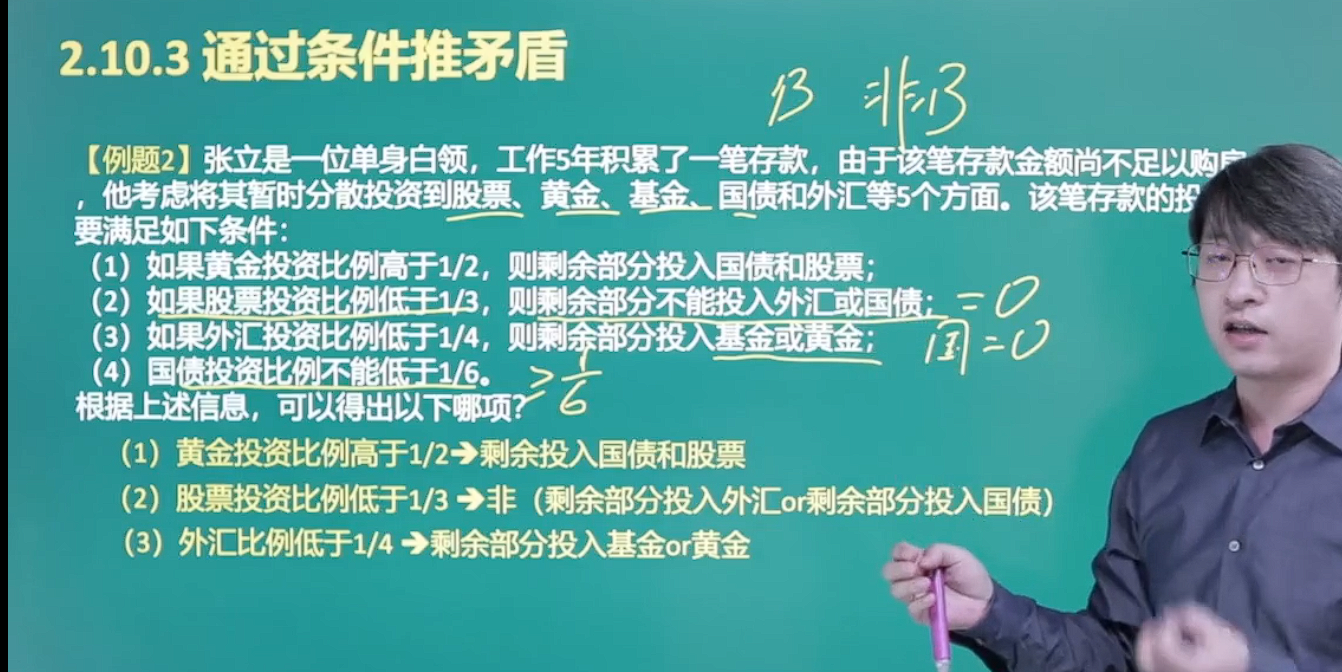 2.10.3 通过条件推矛盾
B 非B
【例题2】张立是一位单身白领，工作5年积累了一笔存款，由于该笔存款金额尚不足以购房
，他考虑将其暂时分散投资到股票、黄金、基金、国债和外汇等5个方面。该笔存款的投
要满足如下条件：
（1）如果黄金投资比例高于1/2，则剩余部分投入国债和股票；
（2）如果股票投资比例低于1/3，则剩余部分不能投入外汇或国债； =0
（3）如果外汇投资比例低于1/4，则剩余部分投入基金或黄金； 国=0
（4）国债投资比例不能低于1/6。 ≥1/6
根据上述信息，可以得出以下哪项？
（1）黄金投资比例高于1/2➔剩余投入国债和股票
（2）股票投资比例低于1/3 ➔非（剩余部分投入外汇or剩余部分投入国债）
（3）外汇比例低于1/4 ➔剩余部分投入基金or黄金